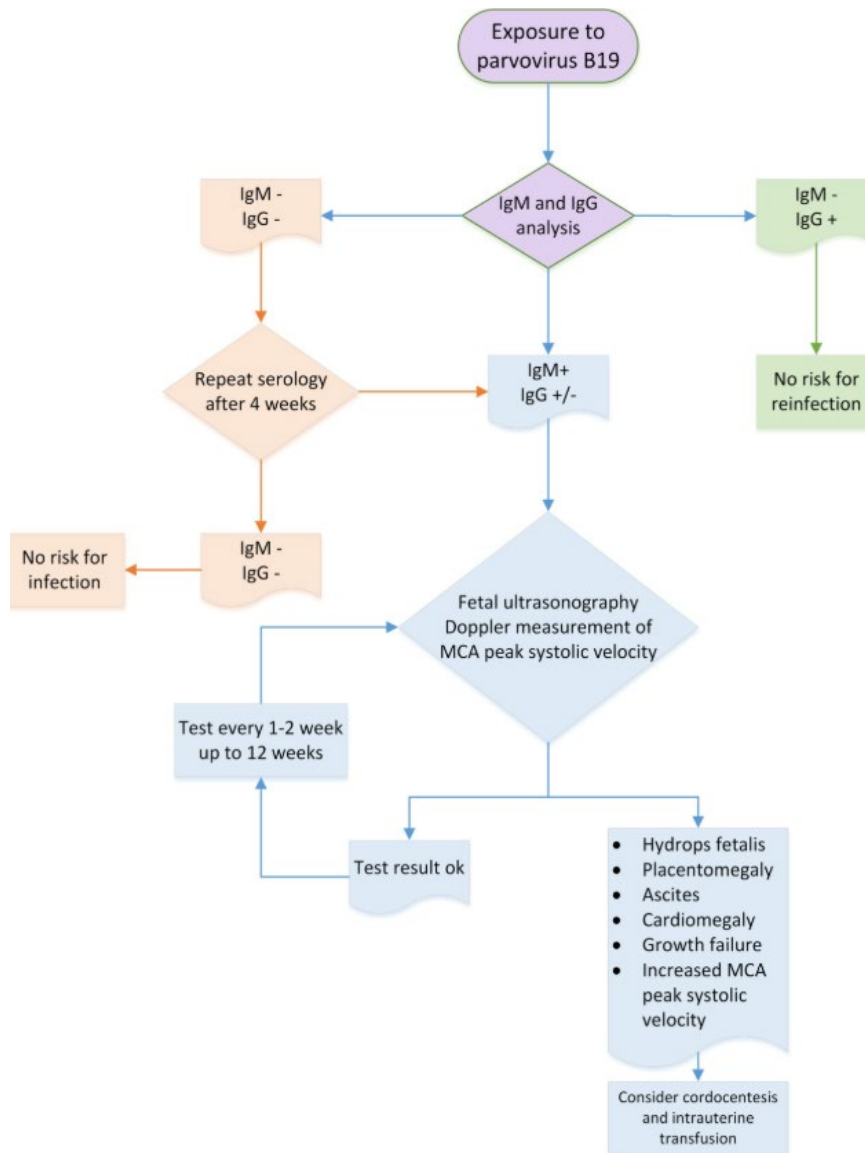 Exposure to
parvovirus B19
IgM -
IgG -
IgM and IgG
analysis
IgM -
IgG +
Repeat serology
after 4 weeks
IgM+
IgG +/-
No risk for
reinfection
No risk for
infection
IgM -
IgG -
Fetal ultrasonography
Doppler measurement of
MCA peak systolic velocity
Test every 1-2 week
up to 12 weeks
Test result ok
• Hydrops fetalis
• Placentomegaly
• Ascites
• Cardiomegaly
• Growth failure
• Increased MCA
peak systolic
velocity
Consider cordocentesis
and intrauterine
transfusion